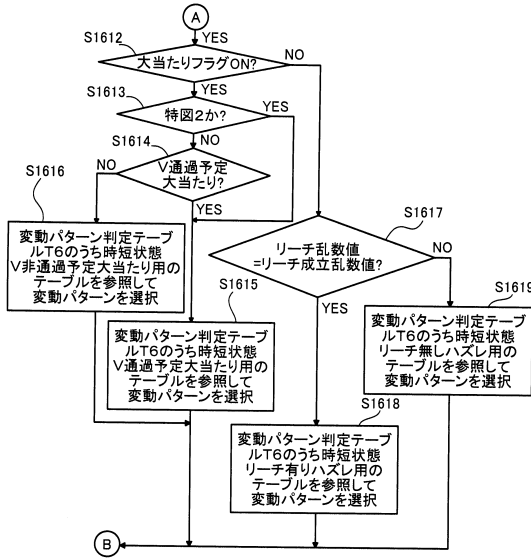 A
YES
S1612
大当たりフラグON?
NO
YES
S1613
特図2か?
YES
NO
S1614
V通過予定
大当たり?
NO
YES
S1616
変動パターン判定テーブ
ルT6のうち時短状態
V非通過予定大当たり用の
テーブルを参照して
変動パターンを選択
S1615
変動パターン判定テーブ
ルT6のうち時短状態
V通過予定大当たり用の
テーブルを参照して
変動パターンを選択
S1617
リーチ乱数値
=リーチ成立乱数値?
NO
YES
S1619
変動パターン判定テーブ
ルT6のうち時短状態
リーチ無しハズレ用の
テーブルを参照して
変動パターンを選択
S1618
変動パターン判定テーブ
ルT6のうち時短状態
リーチ有りハズレ用の
テーブルを参照して
変動パターンを選択
B